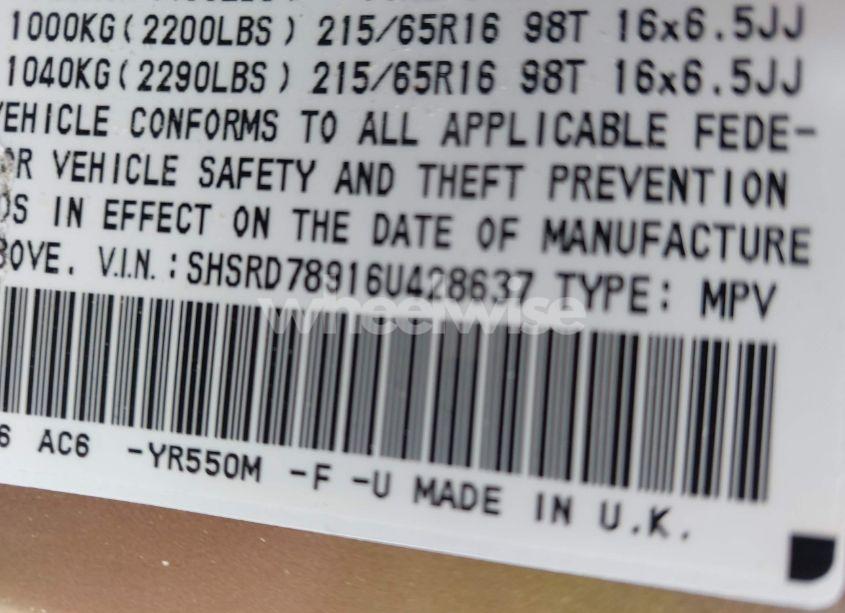 1000KG(2200LBS) 215/65R16 98T 16x6.5JJ
1040KG(2290LBS) 215/65R16 98T 16x6.5JJ
VEHICLE CONFORMS TO ALL APPLICABLE FEDE-
OR VEHICLE SAFETY AND THEFT PREVENTION
DS IN EFFECT ON THE DATE OF MANUFACTURE
BOVE. V.I.N.:SHSRD78916U428637 TYPE: MPV
wheelwise
6 AC6 -YR550M -F -U MADE IN U.K.